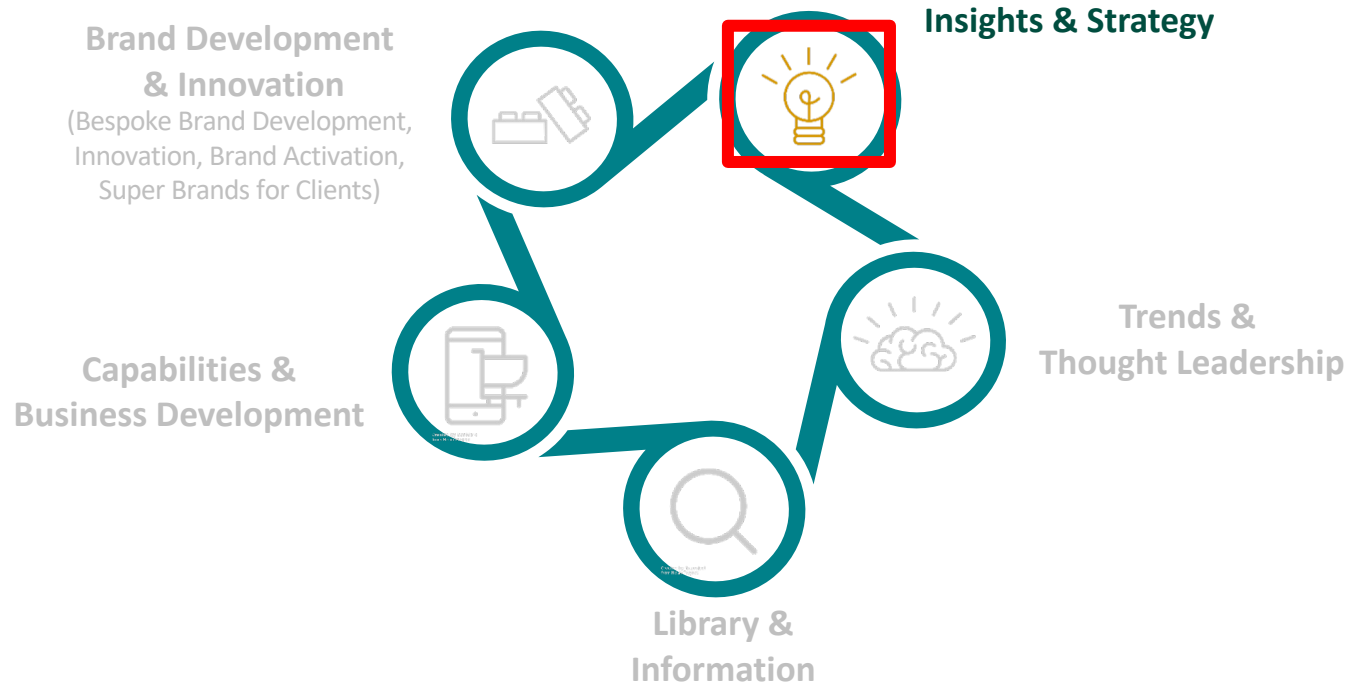 Insights & Strategy
Brand Development
& Innovation
(Bespoke Brand Development,
Innovation, Brand Activation,
Super Brands for Clients)
Trends &
Thought Leadership
Capabilities &
Business Development
Library &
Information